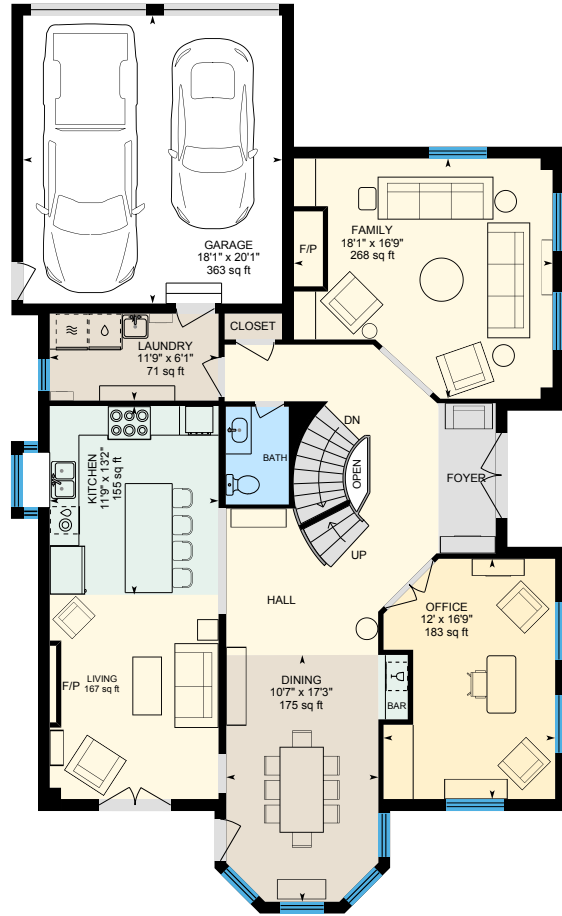 GARAGE
18'1" x 20'1"
363 sq ft
FAMILY
18'1" x 16'9"
268 sq ft
F/P
CLOSET
LAUNDRY
11'9" x 6'1"
71 sq ft
KITCHEN
11'9" x 13'2"
155 sq ft
BATH
DN
OPEN
UP
FOYER
HALL
OFFICE
12' x 16'9"
183 sq ft
F/P
LIVING
167 sq ft
DINING
10'7" x 17'3"
175 sq ft
BAR